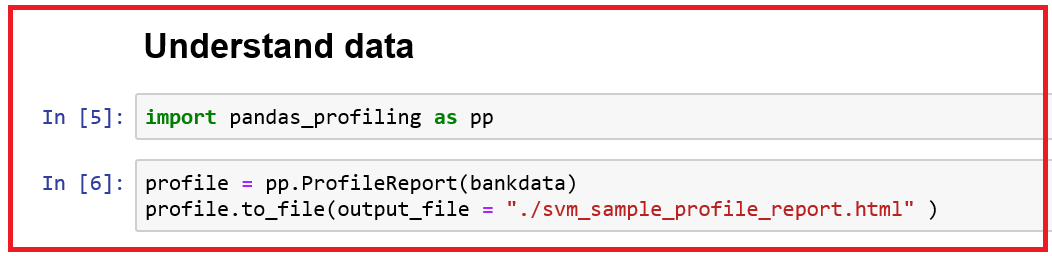 Understand data
In [5]: import pandas_profiling as pp
In [6]: profile = pp.ProfileReport(bankdata)
profile.to_file(output_file = "./svm_sample_profile_report.html" )